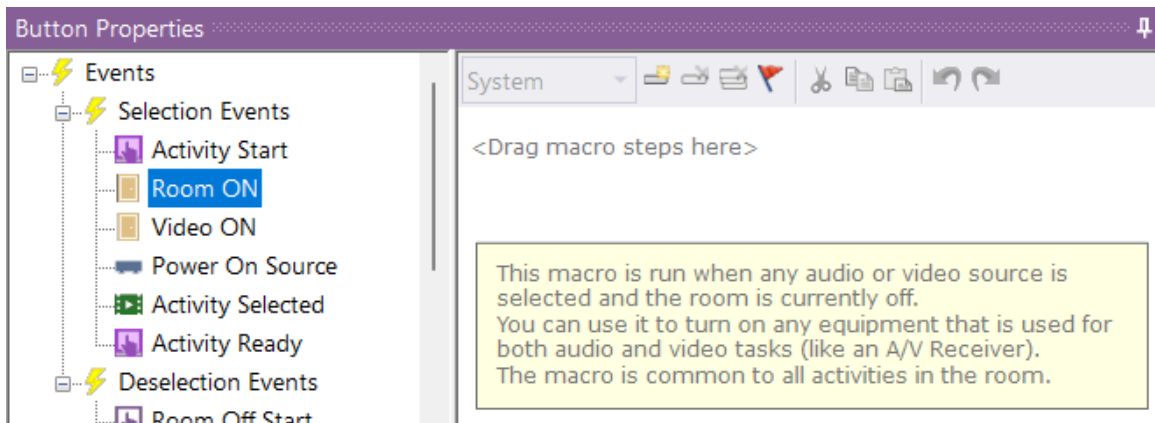 Button Properties
Events
Selection Events
Activity Start
Room ON
Video ON
Power On Source
Activity Selected
Activity Ready
Deselection Events
Room Off Start
System
<Drag macro steps here>
This macro is run when any audio or video source is
selected and the room is currently off.
You can use it to turn on any equipment that is used for
both audio and video tasks (like an A/V Receiver).
The macro is common to all activities in the room.